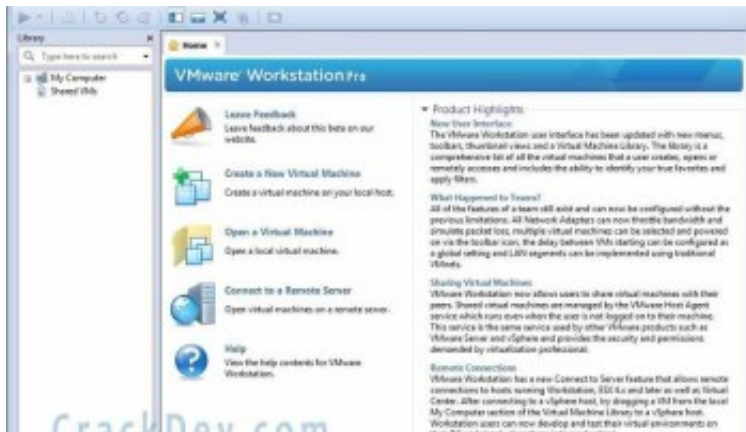 Library
Type here to search
My Computer
Shared VMs
Home
VMware Workstation Pro
Leave Feedback
Leave feedback about this beta on our
website.
Create a New Virtual Machine
Create a virtual machine on your local host.
Open a Virtual Machine
Open a local virtual machine.
Connect to a Remote Server
Open virtual machines on a remote server.
Help
View the help contents for VMware
Workstation.
Product Highlights
New User Interface
The VMware Workstation user interface has been updated with new menus,
toolbars, thumbnail views and a Virtual Machine Library. The library is a
comprehensive list of all the virtual machines that a user creates, opens or
remotely accesses and includes the ability to identify your true favorites and
apply filters.
What Happened to Teams?
All of the features of a team still exist and can now be configured without the
previous limitations. All Network Adapters can now throttle bandwidth and
simulate packet loss, multiple virtual machines can be selected and powered
on via the toolbar icon, the delay between VMs starting can be configured as
a global setting and LAN segments can be implemented using traditional
VMnets.
Sharing Virtual Machines
VMware Workstation now allows users to share virtual machines with their
peers. Shared virtual machines are managed by the VMware Host Agent
service which runs even when the user is not logged on to their machine.
This service is the same service used by other VMware products such as
VMware Server and vSphere and provides the security and permissions
demanded by virtualization professional.
Remote Connections
VMware Workstation has a new Connect to Server feature that allows remote
connections to hosts running Workstation, ESX 4.x and later as well as Virtual
Center. After connecting to a vSphere host, by dragging a VM from the local
My Computer section of the Virtual Machine Library to a vSphere host.
Workstation users can now develop and test their virtual environments on
CrackDev.com